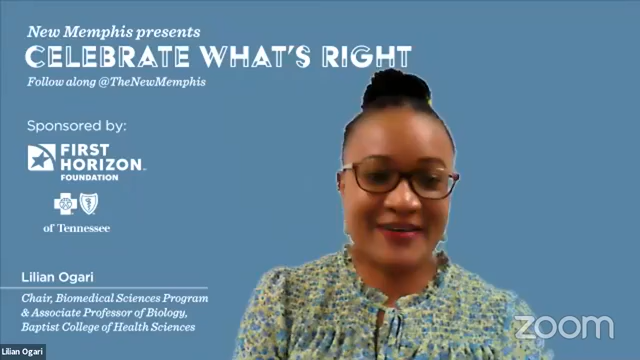 New Memphis presents
CELEBRATE WHAT'S RIGHT
Follow along @TheNewMemphis
Sponsored by:
FIRST
HORIZON
FOUNDATION
of Tennessee
Lilian Ogari
Chair, Biomedical Sciences Program
& Associate Professor of Biology,
Baptist College of Health Sciences
zoom
Lilian Ogari